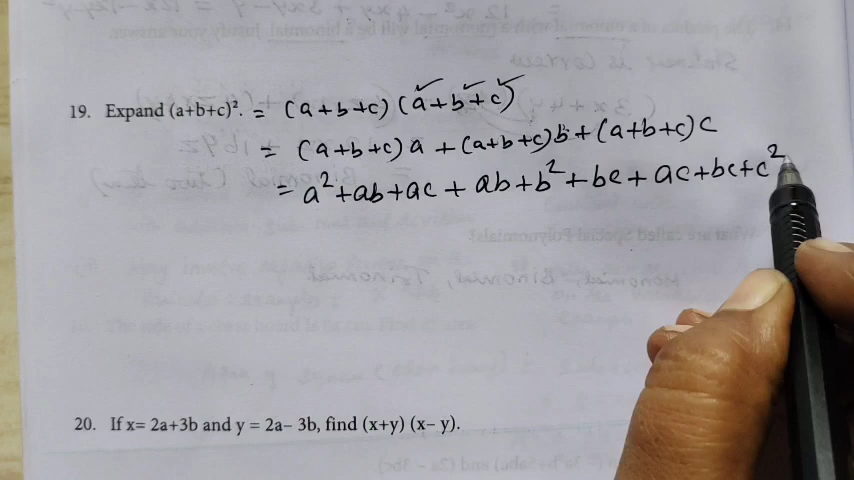 19. Expand (a+b+c)². = (a+b+c) (a+b+c)
= (a+b+c) a + (a+b+c) b + (a+b+c) c
= a²+ab+ac + ab+b²+bc + ac+bc+c²
20. If x= 2a+3b and y = 2a– 3b, find (x+y) (x– y).